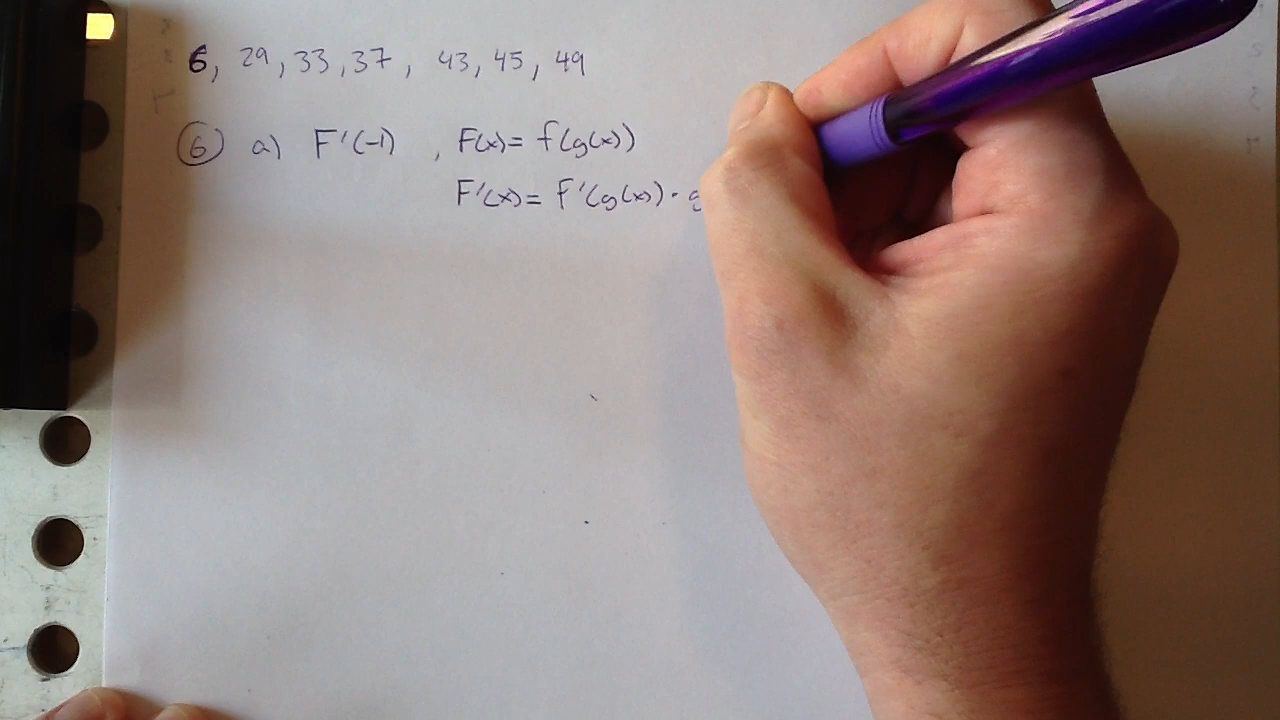 6, 29, 33, 37, 43, 45, 49
6 a) F'(-1) , F(x) = f(g(x))
F'(x) = f'(g(x)) · g